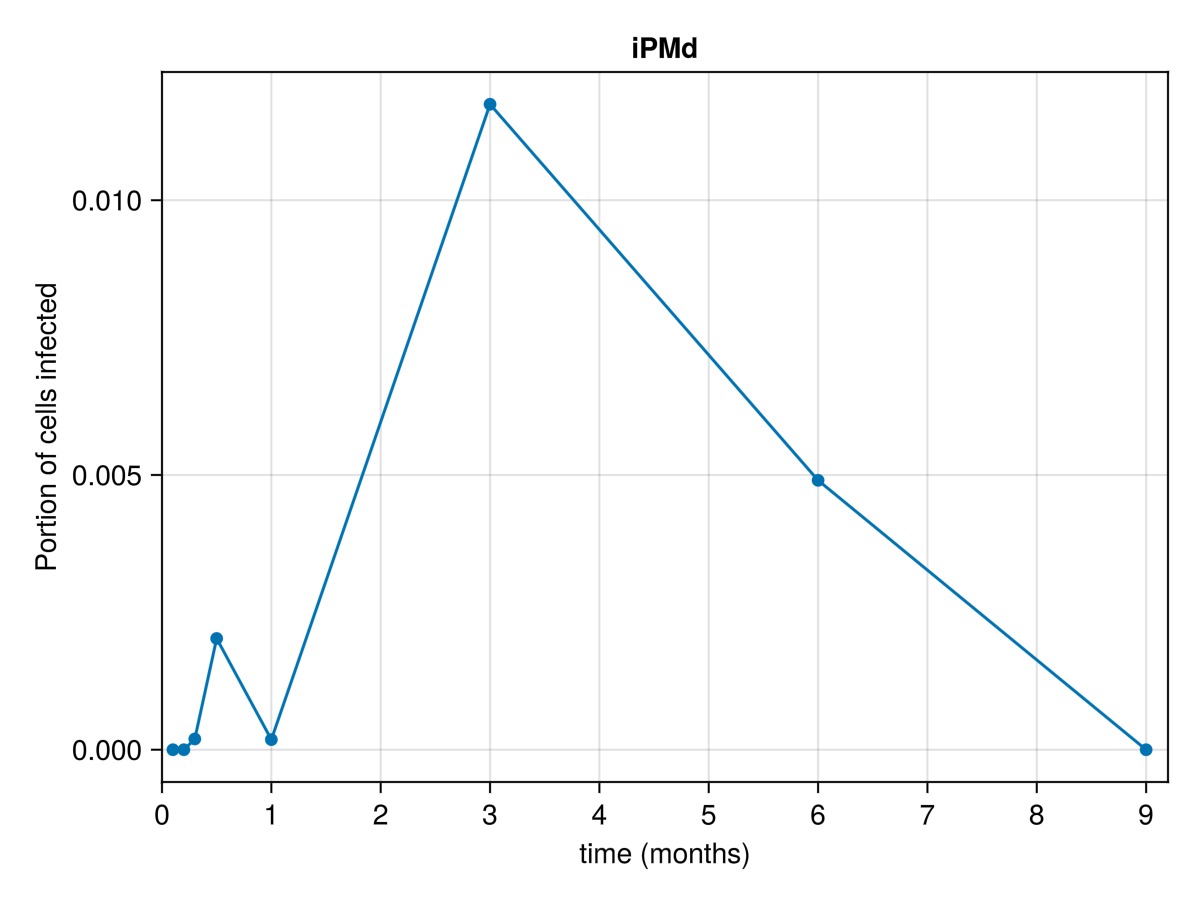 iPMd
0.010
0.005
0.000
Portion of cells infected
0 1 2 3 4 5 6 7 8 9
time (months)